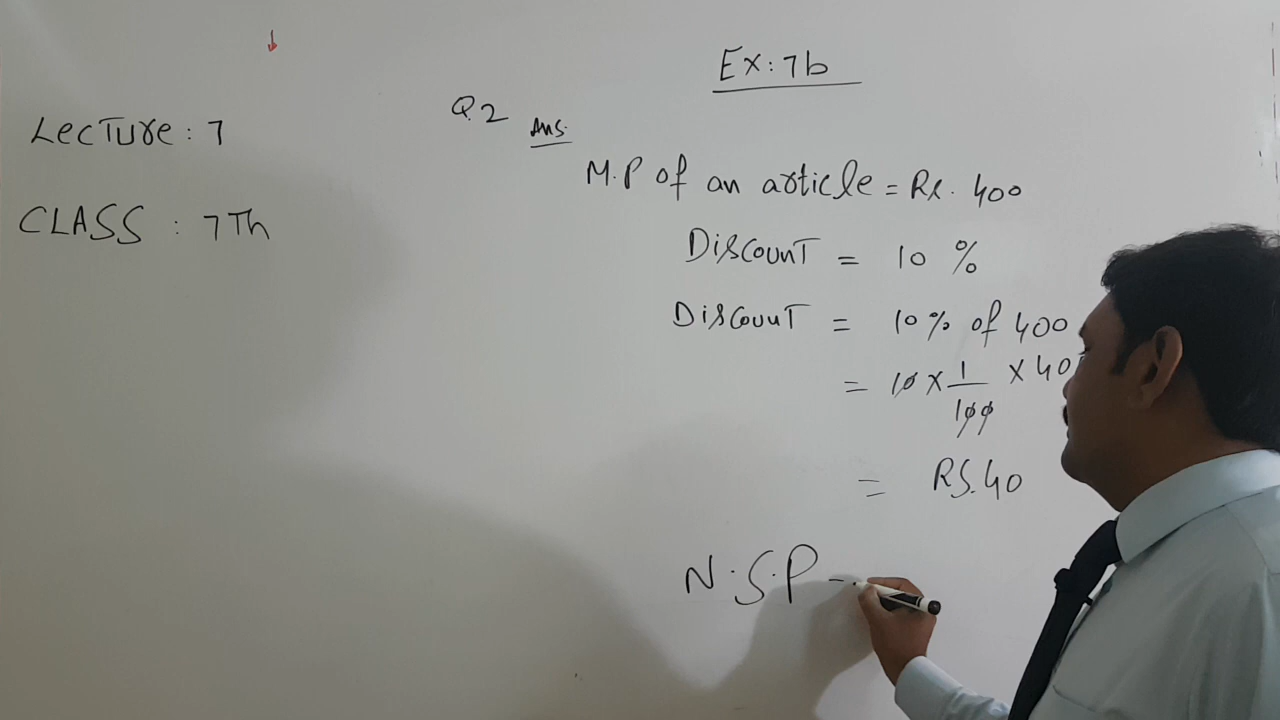 Ex: 7b
Lecture: 7
CLASS: 7Th
Q.2 Ans.
M.P of an article = Rs. 400
Discount = 10 %
Discount = 10% of 400
= 10 × 1/100 × 40
= RS. 40
N.S.P =